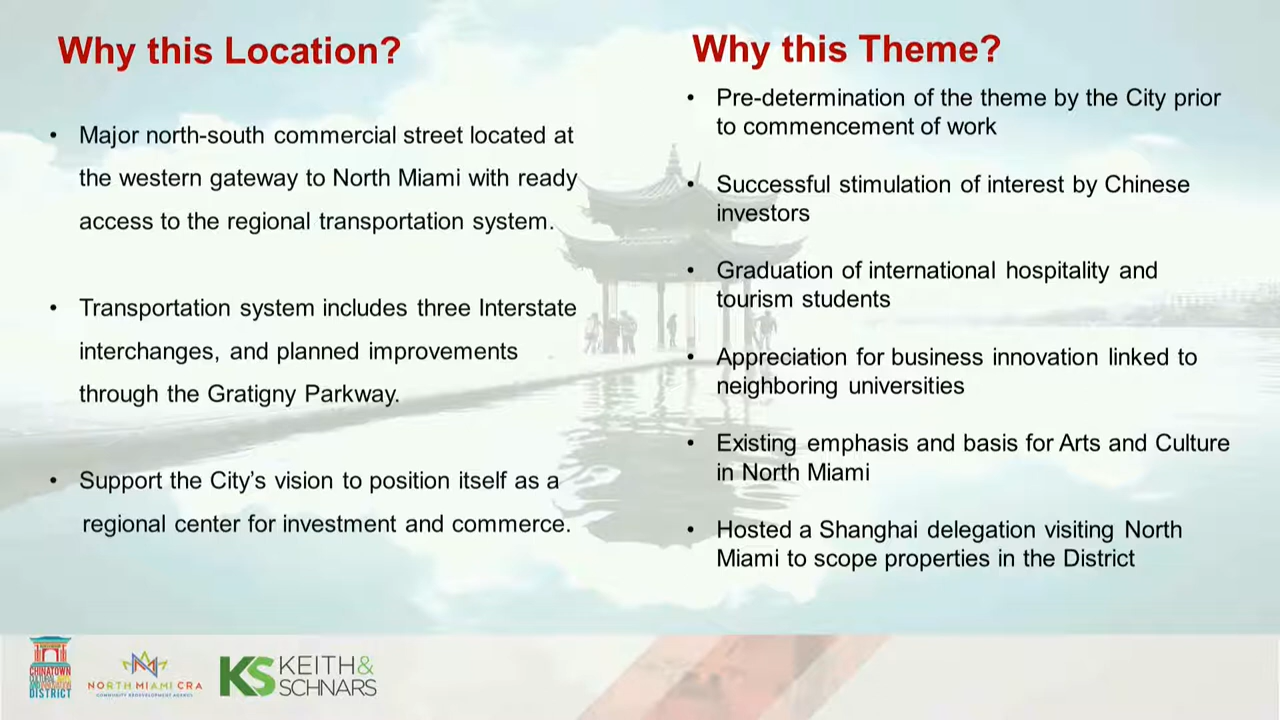 Why this Location?
• Major north-south commercial street located at
the western gateway to North Miami with ready
access to the regional transportation system.
• Transportation system includes three Interstate
interchanges, and planned improvements
through the Gratigny Parkway.
• Support the City's vision to position itself as a
regional center for investment and commerce.
Why this Theme?
• Pre-determination of the theme by the City prior
to commencement of work
• Successful stimulation of interest by Chinese
investors
• Graduation of international hospitality and
tourism students
• Appreciation for business innovation linked to
neighboring universities
• Existing emphasis and basis for Arts and Culture
in North Miami
• Hosted a Shanghai delegation visiting North
Miami to scope properties in the District
CHINATOWN
DISTRICT
NORTH MIAMI CRA
COMMUNITY REDEVELOPMENT AGENCY
KS KEITH&
SCHNARS